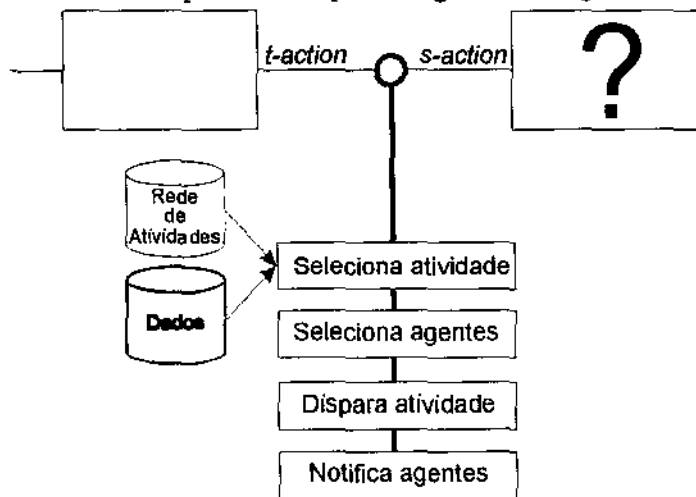 t-action
s-action
?
Rede
de
Atividades
Dados
Seleciona atividade
Seleciona agentes
Dispara atividade
Notifica agentes